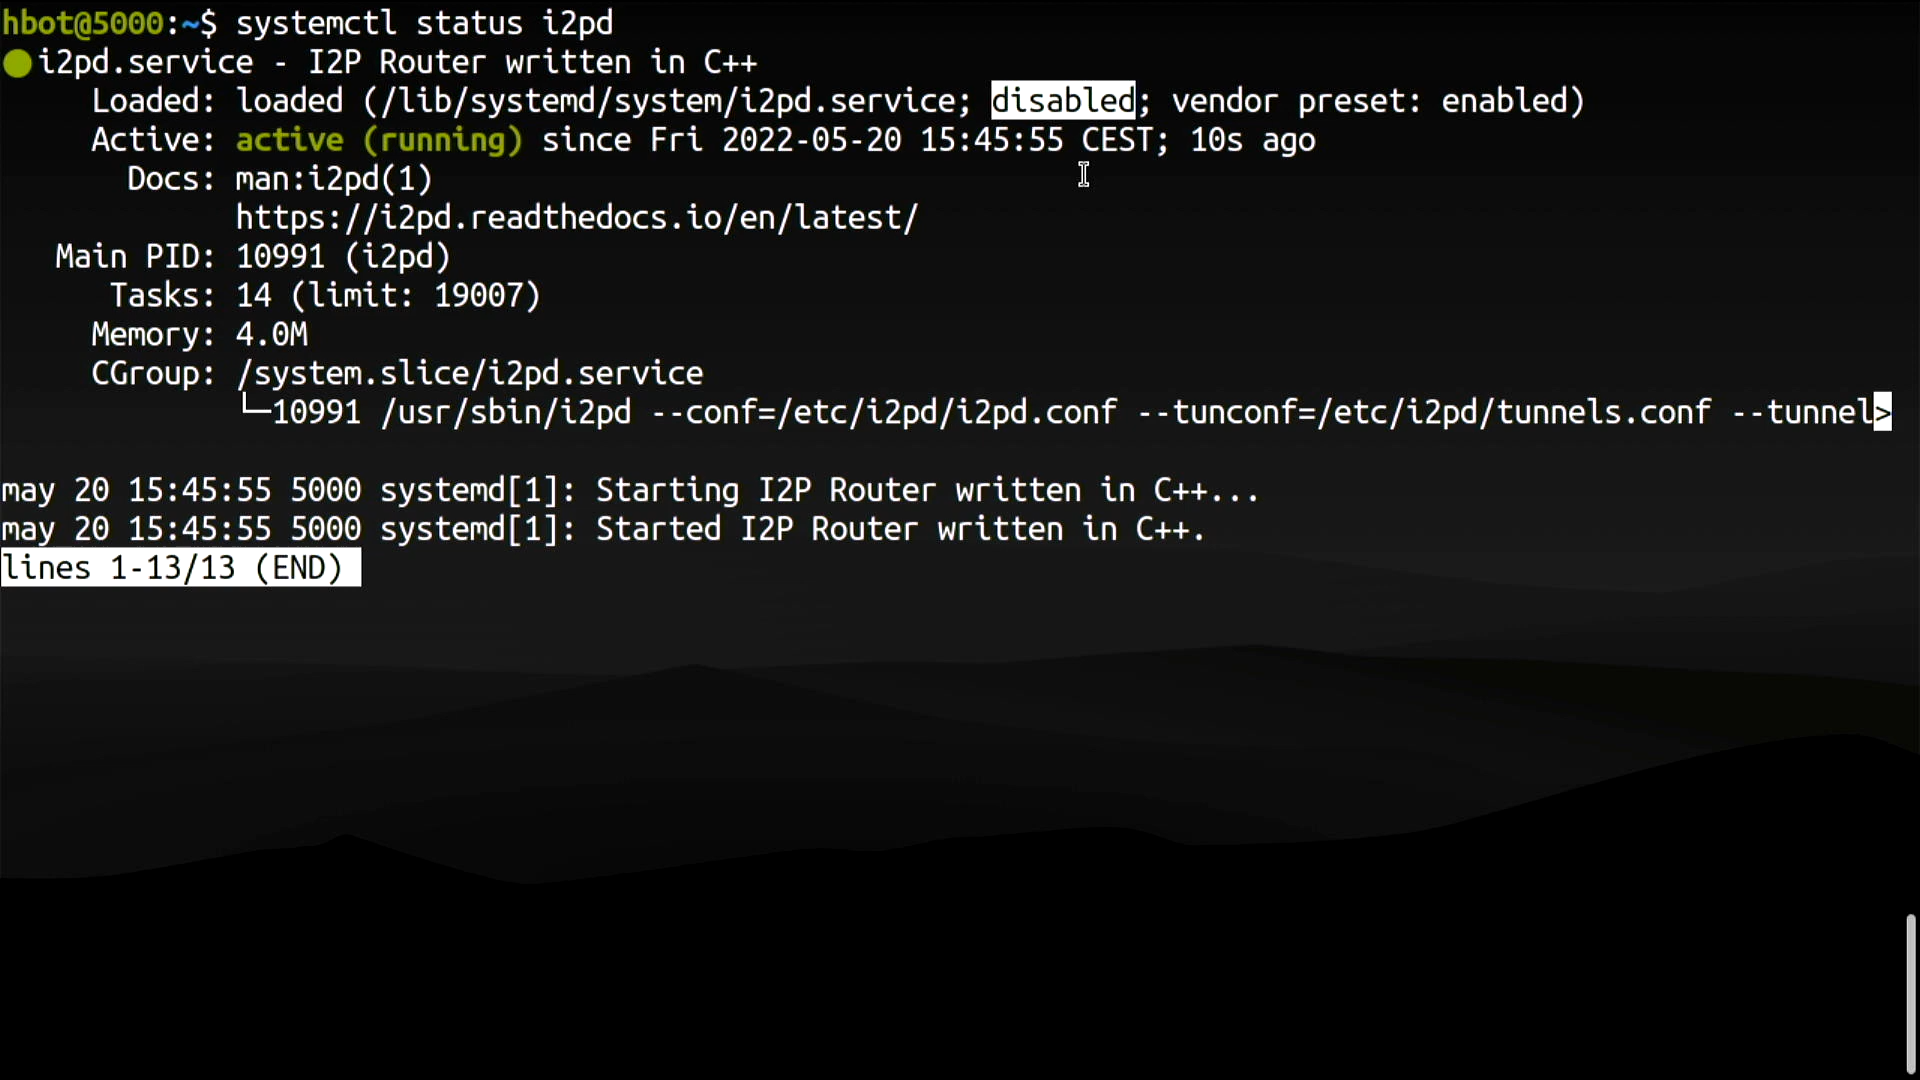 hbot@5000:~$ systemctl status i2pd
● i2pd.service - I2P Router written in C++
     Loaded: loaded (/lib/systemd/system/i2pd.service; disabled; vendor preset: enabled)
     Active: active (running) since Fri 2022-05-20 15:45:55 CEST; 10s ago
       Docs: man:i2pd(1)
             https://i2pd.readthedocs.io/en/latest/
   Main PID: 10991 (i2pd)
      Tasks: 14 (limit: 19007)
     Memory: 4.0M
     CGroup: /system.slice/i2pd.service
             └─10991 /usr/sbin/i2pd --conf=/etc/i2pd/i2pd.conf --tunconf=/etc/i2pd/tunnels.conf --tunnel>

may 20 15:45:55 5000 systemd[1]: Starting I2P Router written in C++...
may 20 15:45:55 5000 systemd[1]: Started I2P Router written in C++.
lines 1-13/13 (END)